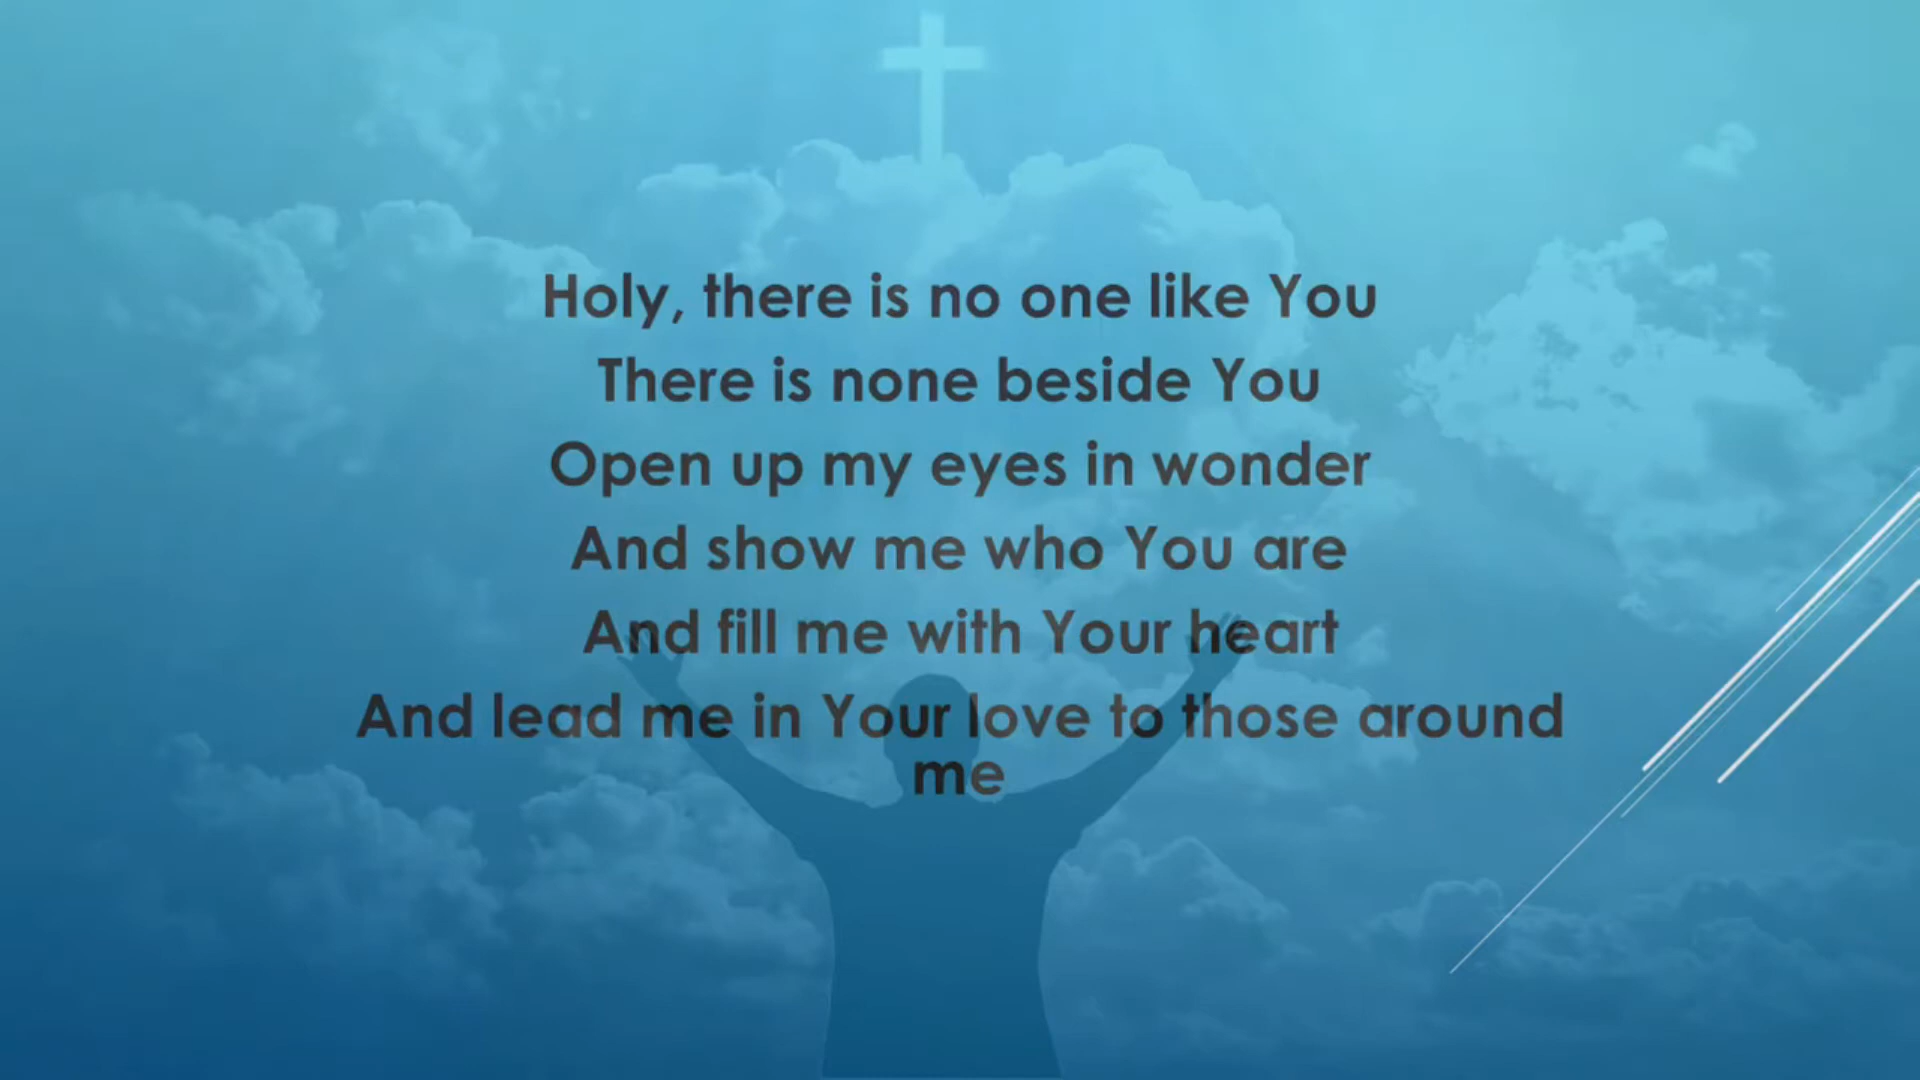 Holy, there is no one like You
There is none beside You
Open up my eyes in wonder
And show me who You are
And fill me with Your heart
And lead me in Your love to those around
me